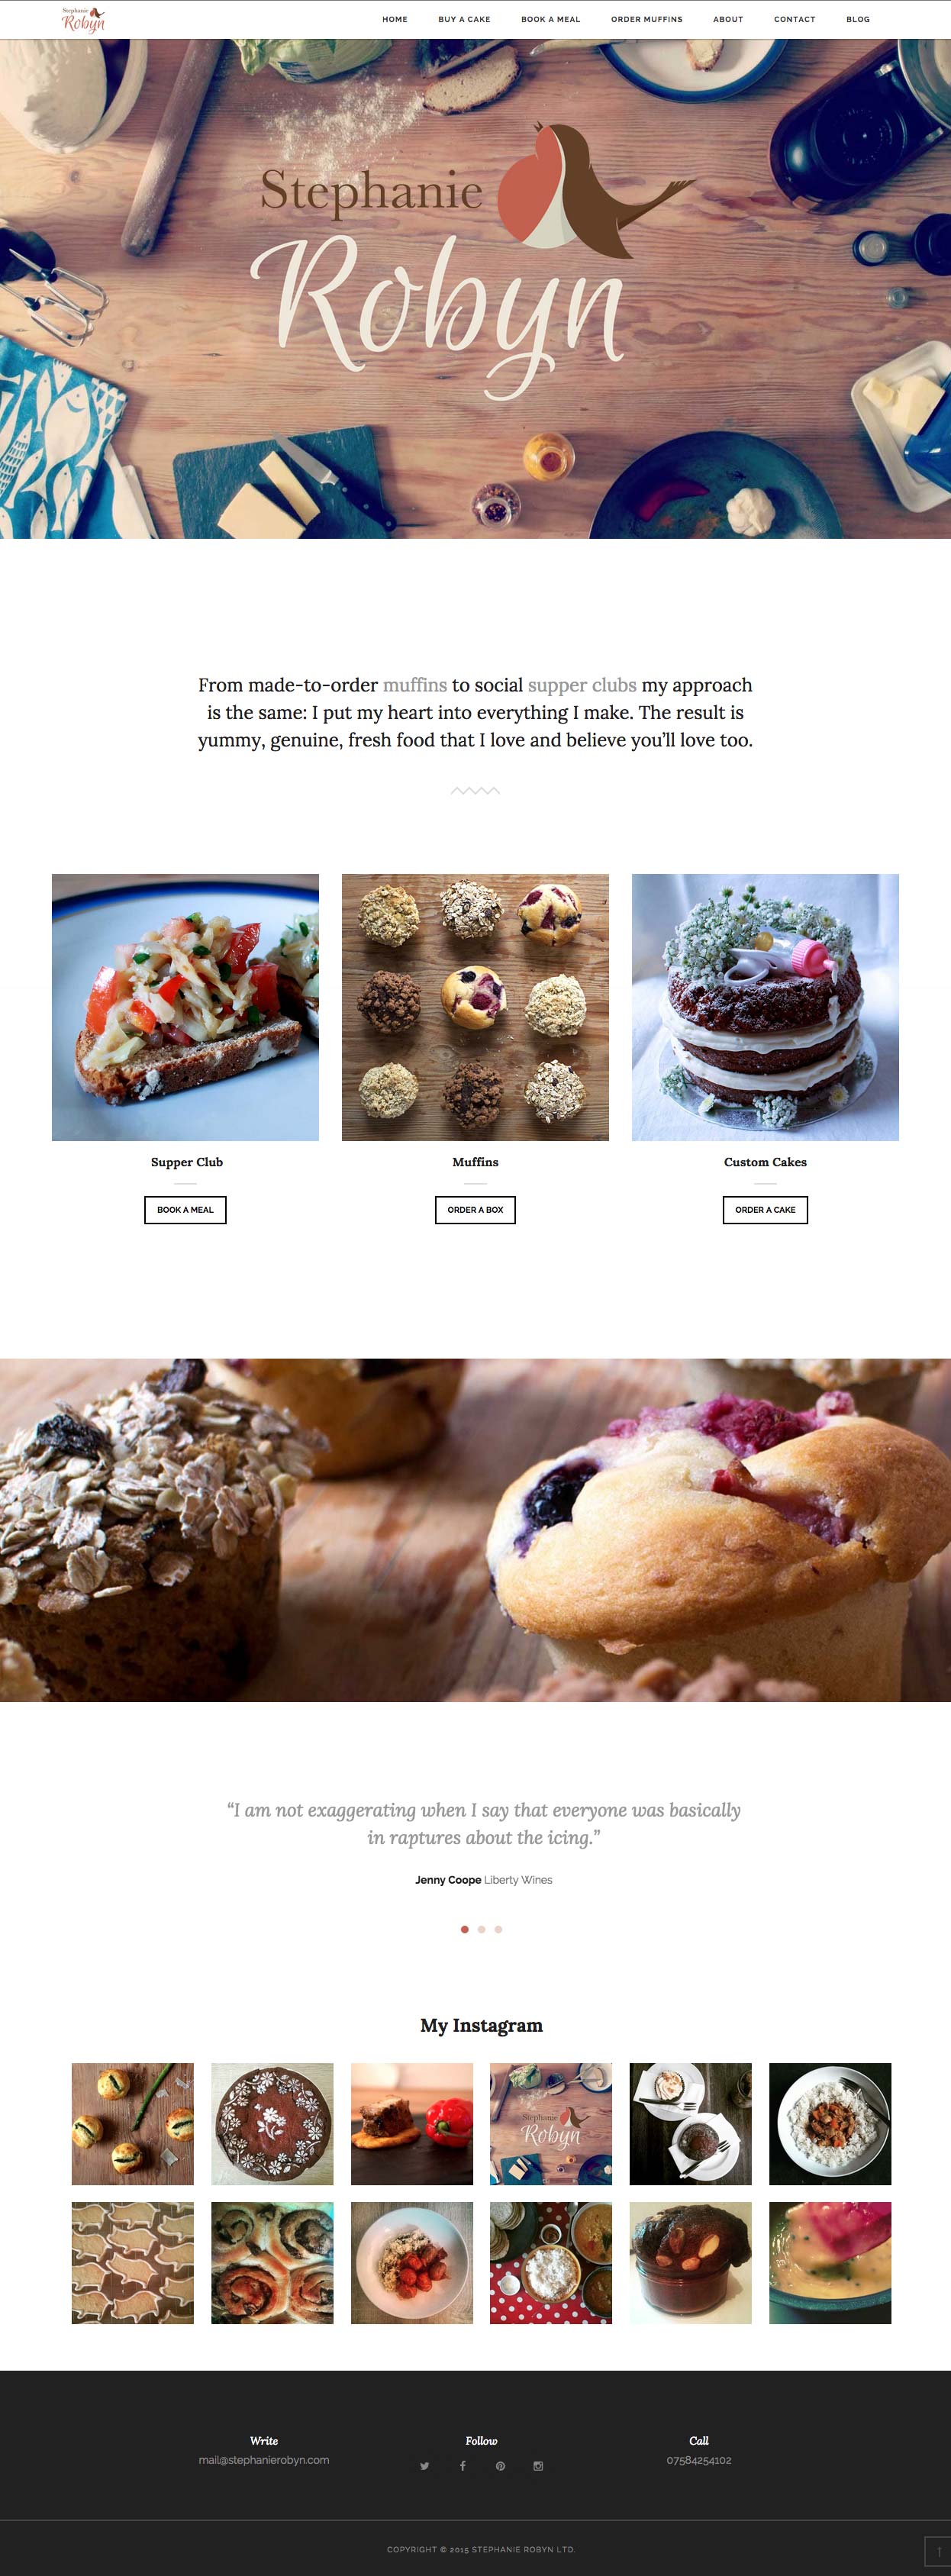 Stephanie
Robyn
HOME BUY A CAKE BOOK A MEAL ORDER MUFFINS ABOUT CONTACT BLOG
Stephanie
Robyn
From made-to-order muffins to social supper clubs my approach
is the same: I put my heart into everything I make. The result is
yummy, genuine, fresh food that I love and believe you’ll love too.
Supper Club
BOOK A MEAL
Muffins
ORDER A BOX
Custom Cakes
ORDER A CAKE
“I am not exaggerating when I say that everyone was basically
in raptures about the icing.”
Jenny Coope Liberty Wines
My Instagram
Stephanie
Robyn
Write
mail@stephanierobyn.com
Follow
Call
07584254102
COPYRIGHT © 2015 STEPHANIE ROBYN LTD.